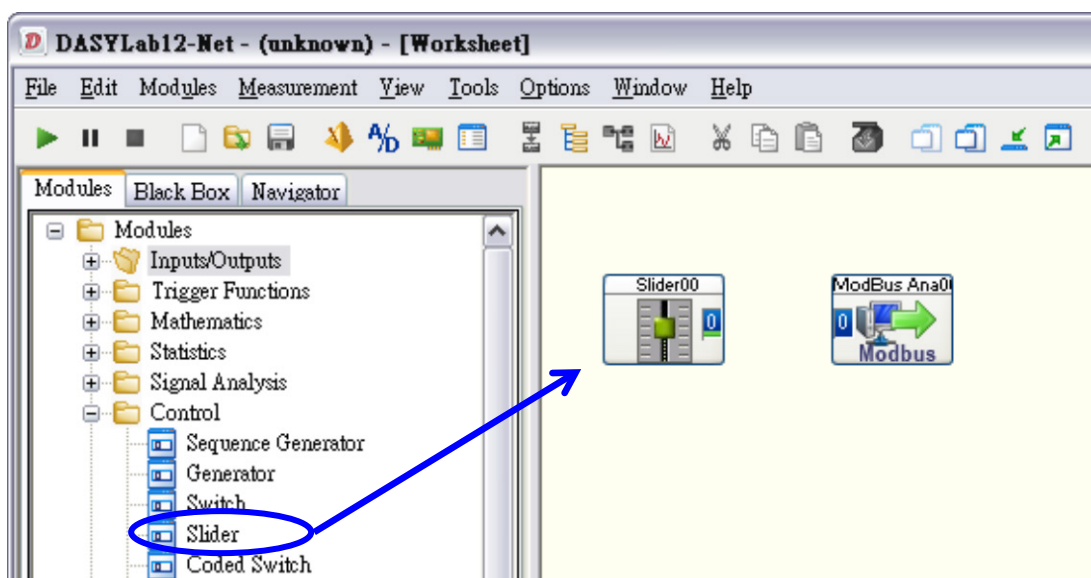 DASYLab12-Net - (unknown) - [Worksheet]
File Edit Modules Measurement View Tools Options Window Help
A/D
Modules Black Box Navigator
Modules
Inputs/Outputs
Trigger Functions
Mathematics
Statistics
Signal Analysis
Control
Sequence Generator
Generator
Switch
Slider
Coded Switch
Slider00
0
ModBus Ana0
0
Modbus